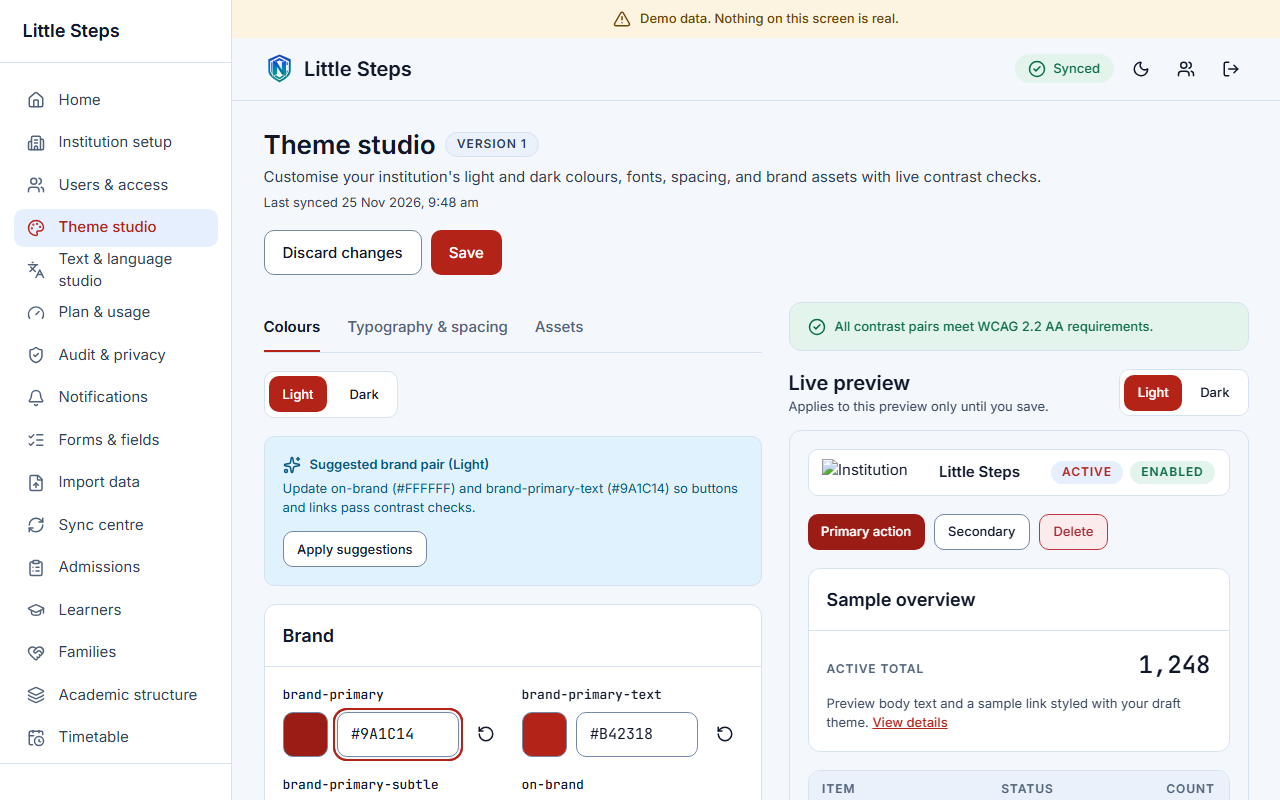 Little Steps
Demo data. Nothing on this screen is real.
Little Steps
Synced
Home
Institution setup
Users & access
Theme studio
Text & language
studio
Plan & usage
Audit & privacy
Notifications
Forms & fields
Import data
Sync centre
Admissions
Learners
Families
Academic structure
Timetable
Theme studio
VERSION 1
Customise your institution's light and dark colours, fonts, spacing, and brand assets with live contrast checks.
Last synced 25 Nov 2026, 9:48 am
Discard changes
Save
Colours
Typography & spacing
Assets
Light
Dark
Suggested brand pair (Light)
Update on-brand (#FFFFFF) and brand-primary-text (#9A1C14) so buttons
and links pass contrast checks.
Apply suggestions
Brand
brand-primary
brand-primary-text
#9A1C14
#B42318
brand-primary-subtle
on-brand
All contrast pairs meet WCAG 2.2 AA requirements.
Live preview
Applies to this preview only until you save.
Light
Dark
Institution
Little Steps
ACTIVE
ENABLED
Primary action
Secondary
Delete
Sample overview
ACTIVE TOTAL
1,248
Preview body text and a sample link styled with your draft
theme. View details
ITEM
STATUS
COUNT